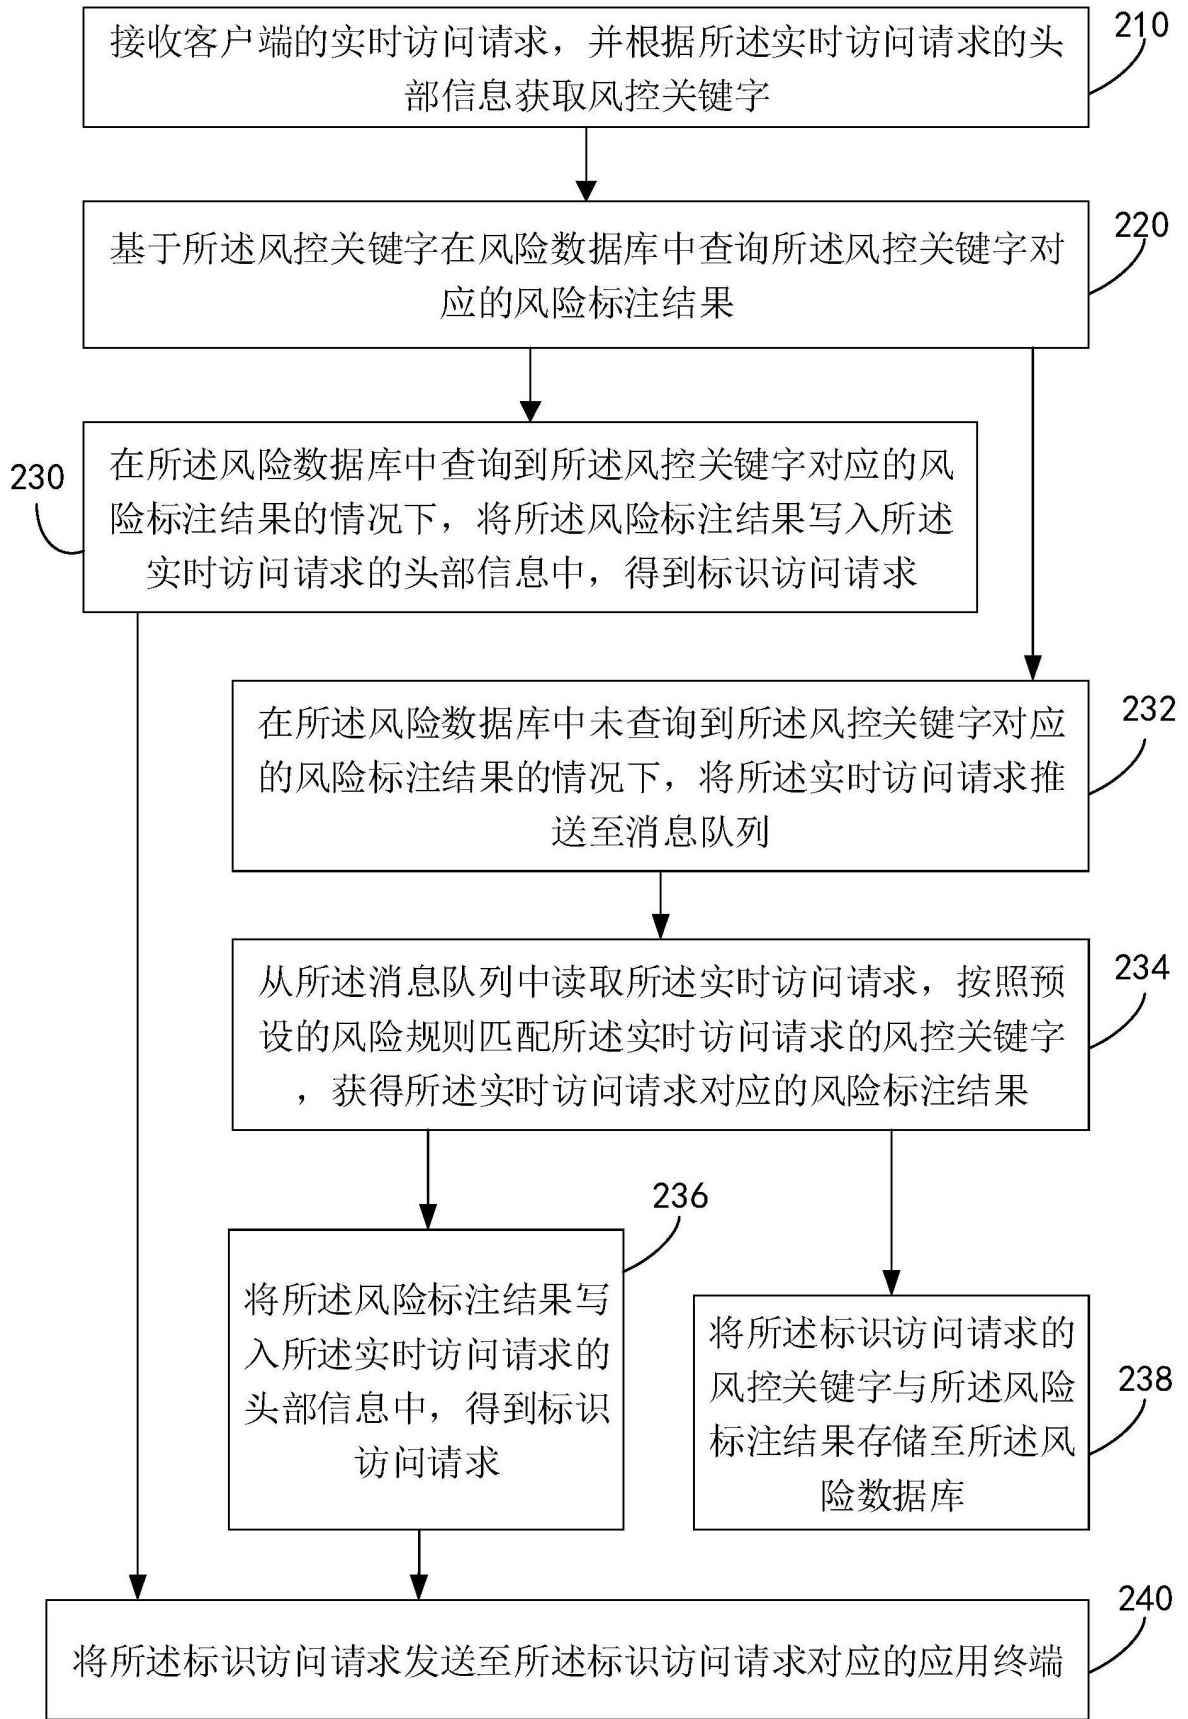 接收客户端的实时访问请求，并根据所述实时访问请求的头
部信息获取风控关键字
210
基于所述风控关键字在风险数据库中查询所述风控关键字对
应的风险标注结果
220
230
在所述风险数据库中查询到所述风控关键字对应的风
险标注结果的情况下，将所述风险标注结果写入所述
实时访问请求的头部信息中，得到标识访问请求
在所述风险数据库中未查询到所述风控关键字对应
的风险标注结果的情况下，将所述实时访问请求推
送至消息队列
232
从所述消息队列中读取所述实时访问请求，按照预
设的风险规则匹配所述实时访问请求的风控关键字
，获得所述实时访问请求对应的风险标注结果
234
236
将所述风险标注结果写
入所述实时访问请求的
头部信息中，得到标识
访问请求
将所述标识访问请求的
风控关键字与所述风险
标注结果存储至所述风
险数据库
238
将所述标识访问请求发送至所述标识访问请求对应的应用终端
240